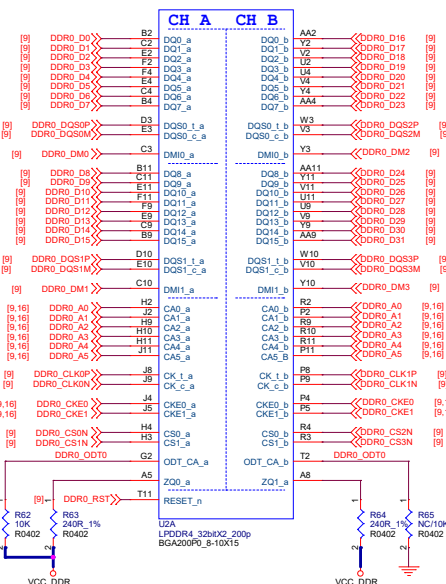 CH A CH B
[9] DDR0_D0 B2 DQ0_a DQ0_b AA2 DDR0_D16 [9]
[9] DDR0_D1 C2 DQ1_a DQ1_b Y2 DDR0_D17 [9]
[9] DDR0_D2 E2 DQ2_a DQ2_b V2 DDR0_D18 [9]
[9] DDR0_D3 F2 DQ3_a DQ3_b U2 DDR0_D19 [9]
[9] DDR0_D4 F4 DQ4_a DQ4_b U4 DDR0_D20 [9]
[9] DDR0_D5 E4 DQ5_a DQ5_b V4 DDR0_D21 [9]
[9] DDR0_D6 C4 DQ6_a DQ6_b Y4 DDR0_D22 [9]
[9] DDR0_D7 B4 DQ7_a DQ7_b AA4 DDR0_D23 [9]
[9] DDR0_DQS0P D3 DQS0_t_a DQS0_t_b W3 DDR0_DQS2P [9]
[9] DDR0_DQS0M E3 DQS0_c_a DQS0_c_b V3 DDR0_DQS2M [9]
[9] DDR0_DM0 C3 DMI0_a DMI0_b Y3 DDR0_DM2 [9]
[9] DDR0_D8 B11 DQ8_a DQ8_b AA11 DDR0_D24 [9]
[9] DDR0_D9 C11 DQ9_a DQ9_b Y11 DDR0_D25 [9]
[9] DDR0_D10 E11 DQ10_a DQ10_b V11 DDR0_D26 [9]
[9] DDR0_D11 F11 DQ11_a DQ11_b U11 DDR0_D27 [9]
[9] DDR0_D12 F9 DQ12_a DQ12_b U9 DDR0_D28 [9]
[9] DDR0_D13 E9 DQ13_a DQ13_b V9 DDR0_D29 [9]
[9] DDR0_D14 C9 DQ14_a DQ14_b Y9 DDR0_D30 [9]
[9] DDR0_D15 B9 DQ15_a DQ15_b AA9 DDR0_D31 [9]
[9] DDR0_DQS1P D10 DQS1_t_a DQS1_t_b W10 DDR0_DQS3P
[9] DDR0_DQS1M E10 DQS1_c_a DQS1_c_b V10 DDR0_DQS3M
[9] DDR0_DM1 C10 DMI1_a DMI1_b Y10 DDR0_DM3 [9]
[9,16] DDR0_A0 H2 CA0_a CA0_b R2 DDR0_A0 [9,16]
[9,16] DDR0_A1 J2 CA1_a CA1_b P2 DDR0_A1 [9,16]
[9,16] DDR0_A2 H9 CA2_a CA2_b R9 DDR0_A2 [9,16]
[9,16] DDR0_A3 H10 CA3_a CA3_b R10 DDR0_A3 [9,16]
[9,16] DDR0_A4 H11 CA4_a CA4_b R11 DDR0_A4 [9,16]
[9,16] DDR0_A5 J11 CA5_a CA5_B P11 DDR0_A5 [9,16]
[9] DDR0_CLK0P J8 CK_t_a CK_t_b P8 DDR0_CLK1P [9]
[9] DDR0_CLK0N J9 CK_c_a CK_c_b P9 DDR0_CLK1N [9]
DDR0_CKE0 J4 CKE0_a CKE0_b P4 DDR0_CKE0
DDR0_CKE1 J5 CKE1_a CKE1_b P5 DDR0_CKE1
[9] DDR0_CS0N H4 CS0_a CS0_b R4 DDR0_CS2N [9]
[9] DDR0_CS1N H3 CS1_a CS1_b R3 DDR0_CS3N [9]
DDR0_ODT0 G2 ODT_CA_a ODT_CA_b T2 DDR0_ODT0
A5 ZQ0_a ZQ1_a A8
[9] DDR0_RST T11 RESET_n
U2A
LPDDR4_32bitX2_200p
BGA200P0_8-10X15
R62
10K
R0402
R63
240R_1%
R0402
R64
240R_1%
R0402
R65
NC/10K
R0402
VCC_DDR VCC_DDR